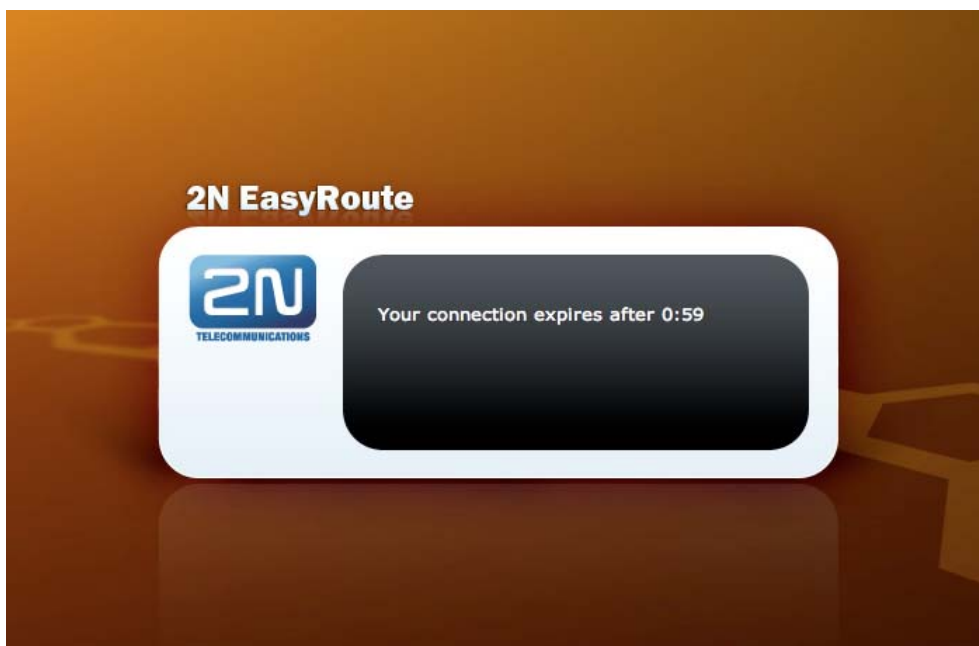 2N EasyRoute
2N
TELECOMMUNICATIONS
Your connection expires after 0:59